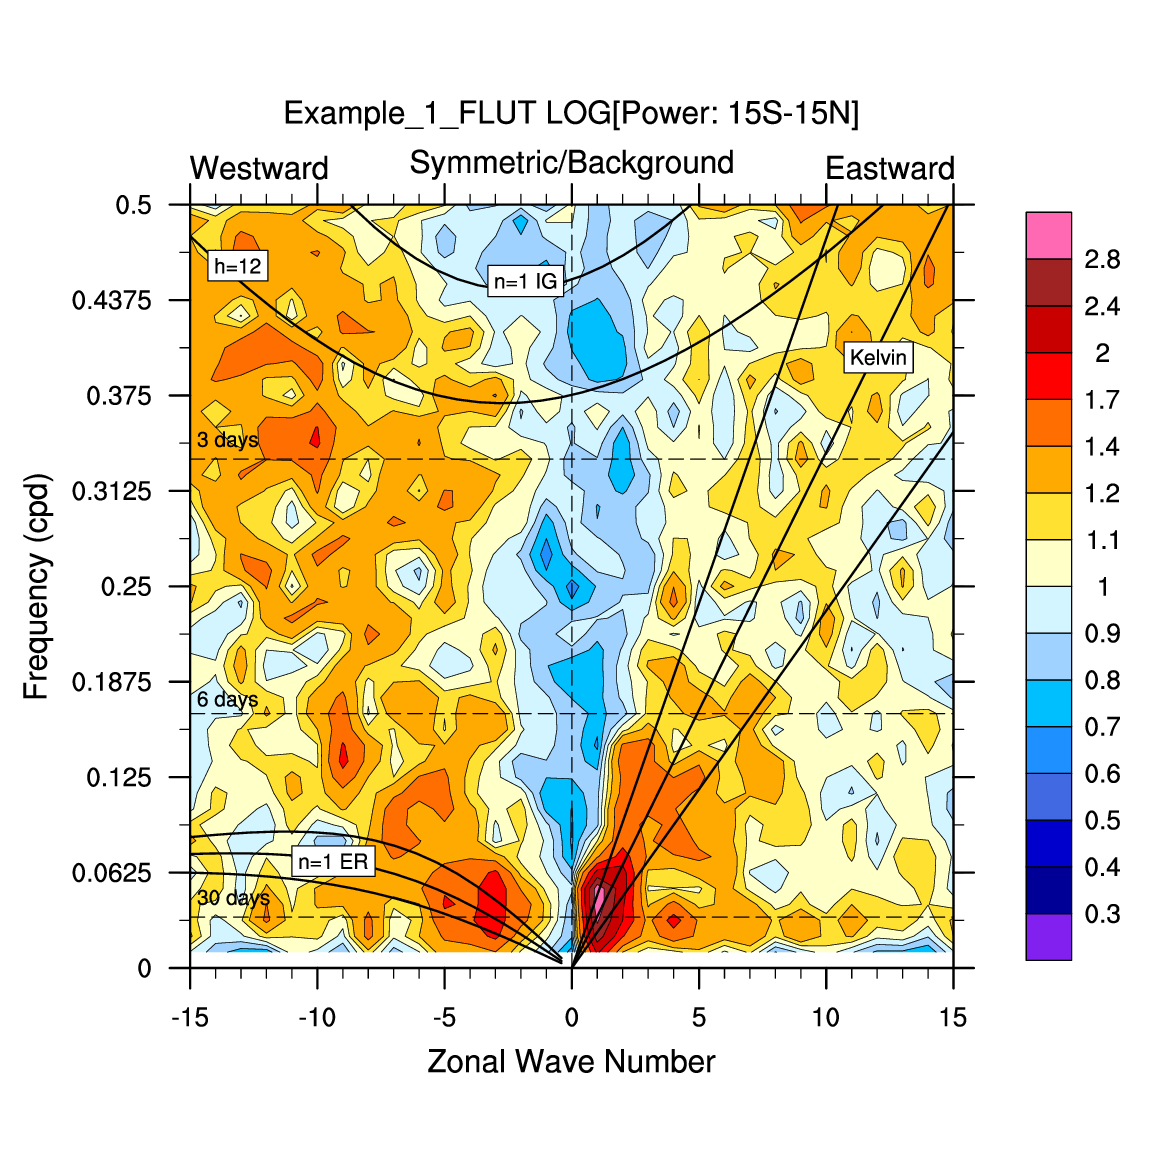 Example_1_FLUT LOG[Power: 15S-15N]
Westward Symmetric/Background Eastward
0.5
0.4375
0.375
0.3125
0.25
0.1875
0.125
0.0625
0
Frequency (cpd)
h=12
n=1 IG
Kelvin
3 days
6 days
n=1 ER
30 days
-15 -10 -5 0 5 10 15
Zonal Wave Number
2.8
2.4
2
1.7
1.4
1.2
1.1
1
0.9
0.8
0.7
0.6
0.5
0.4
0.3